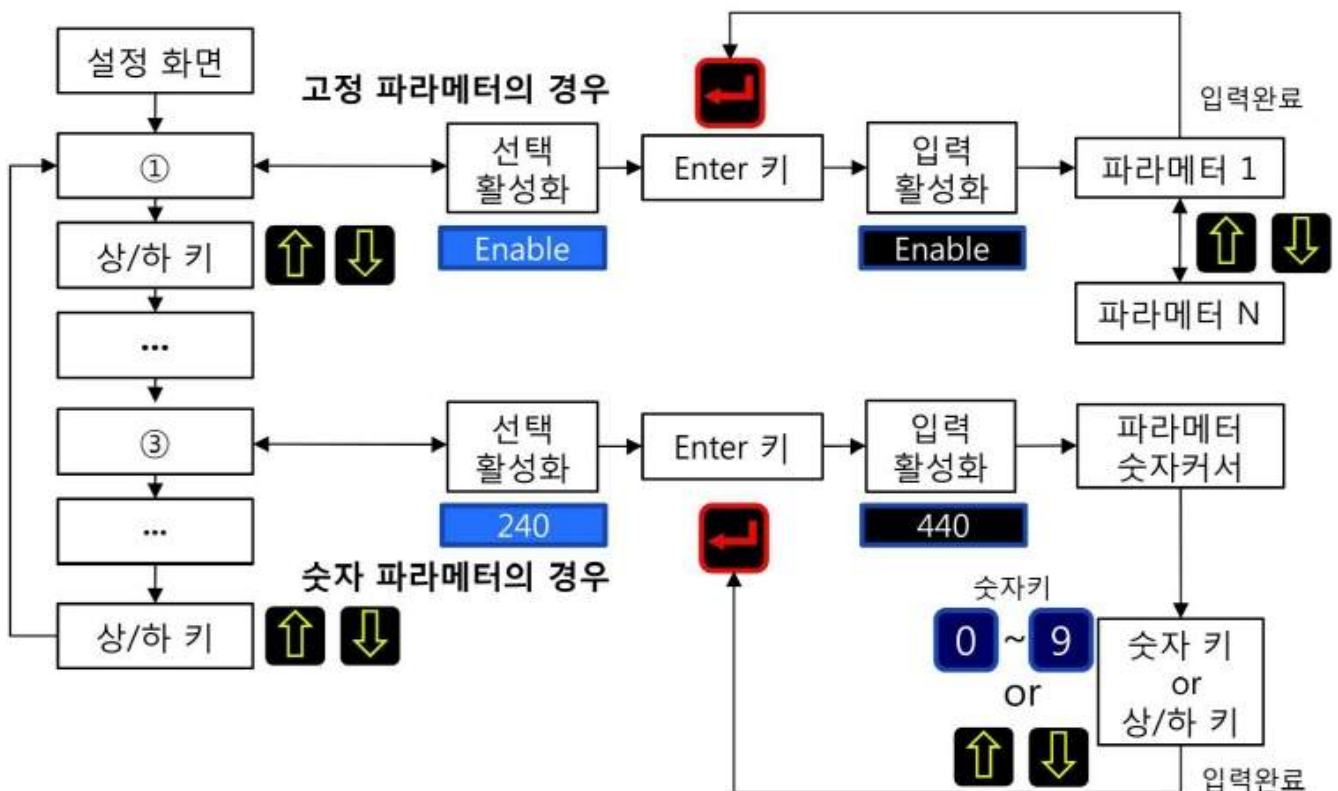 설정 화면
고정 파라메터의 경우
입력완료
①
선택
활성화
Enter 키
입력
활성화
파라메터 1
상/하 키
Enable
Enable
파라메터 N
...
③
선택
활성화
Enter 키
입력
활성화
파라메터
숫자커서
...
240
440
숫자 파라메터의 경우
숫자키
상/하 키
0 ~ 9
or
숫자 키
or
상/하 키
입력완료